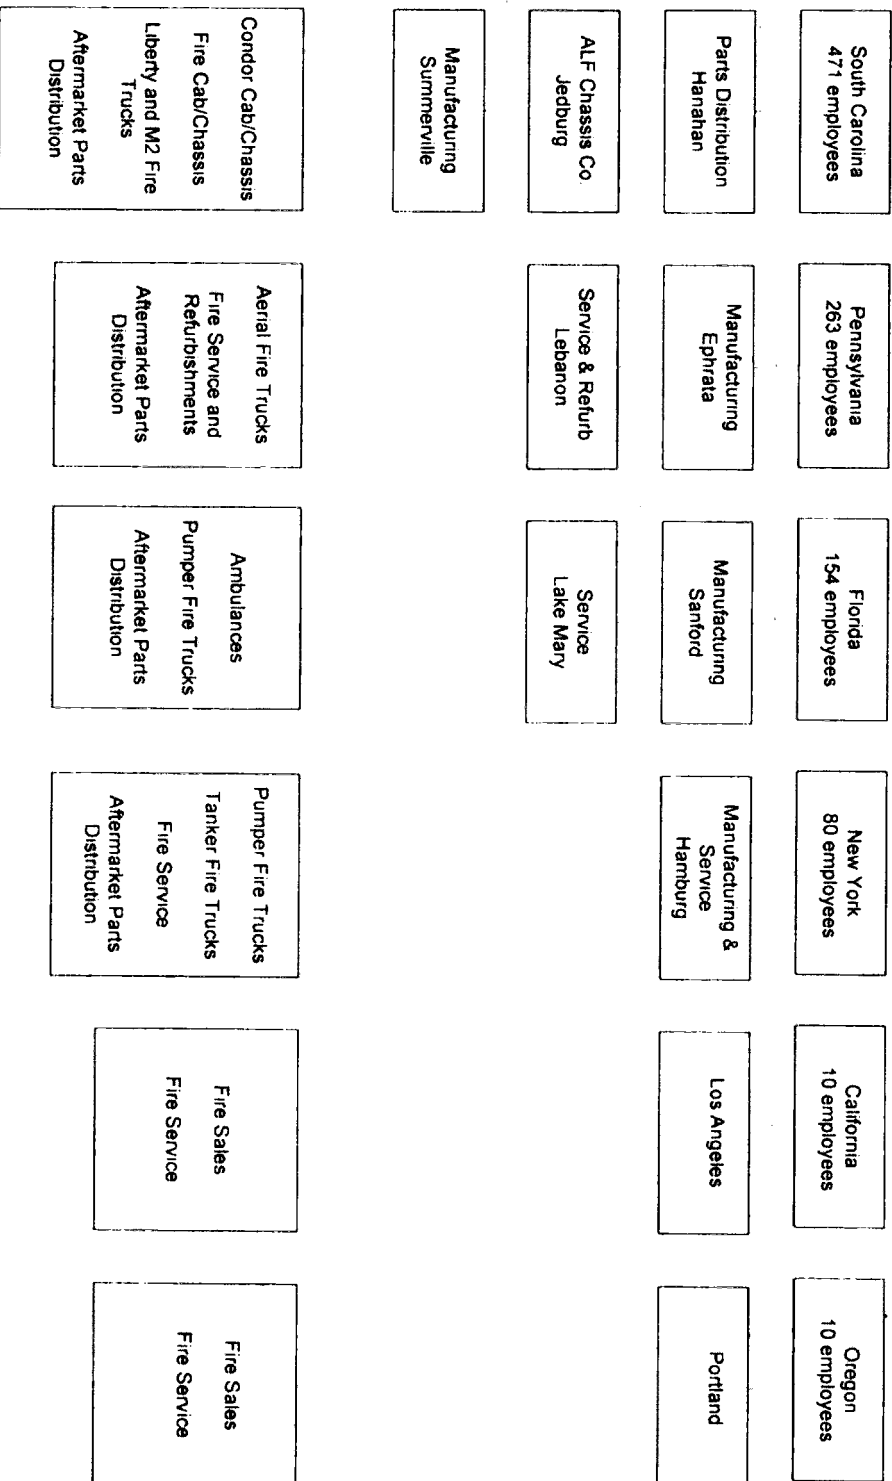 South Carolina
471 employees
Pennsylvania
263 employees
Florida
154 employees
New York
80 employees
California
10 employees
Oregon
10 employees
Parts Distribution
Hanahan
Manufacturing
Ephrata
Manufacturing
Sanford
Manufacturing &
Service
Hamburg
Los Angeles
Portland
ALF Chassis Co.
Jedburg
Service & Refurb
Lebanon
Service
Lake Mary
Manufacturing
Summerville
Condor Cab/Chassis
Fire Cab/Chassis
Liberty and M2 Fire
Trucks
Aftermarket Parts
Distribution
Aerial Fire Trucks
Fire Service and
Refurbishments
Aftermarket Parts
Distribution
Ambulances
Pumper Fire Trucks
Aftermarket Parts
Distribution
Pumper Fire Trucks
Tanker Fire Trucks
Fire Service
Aftermarket Parts
Distribution
Fire Sales
Fire Service
Fire Sales
Fire Service